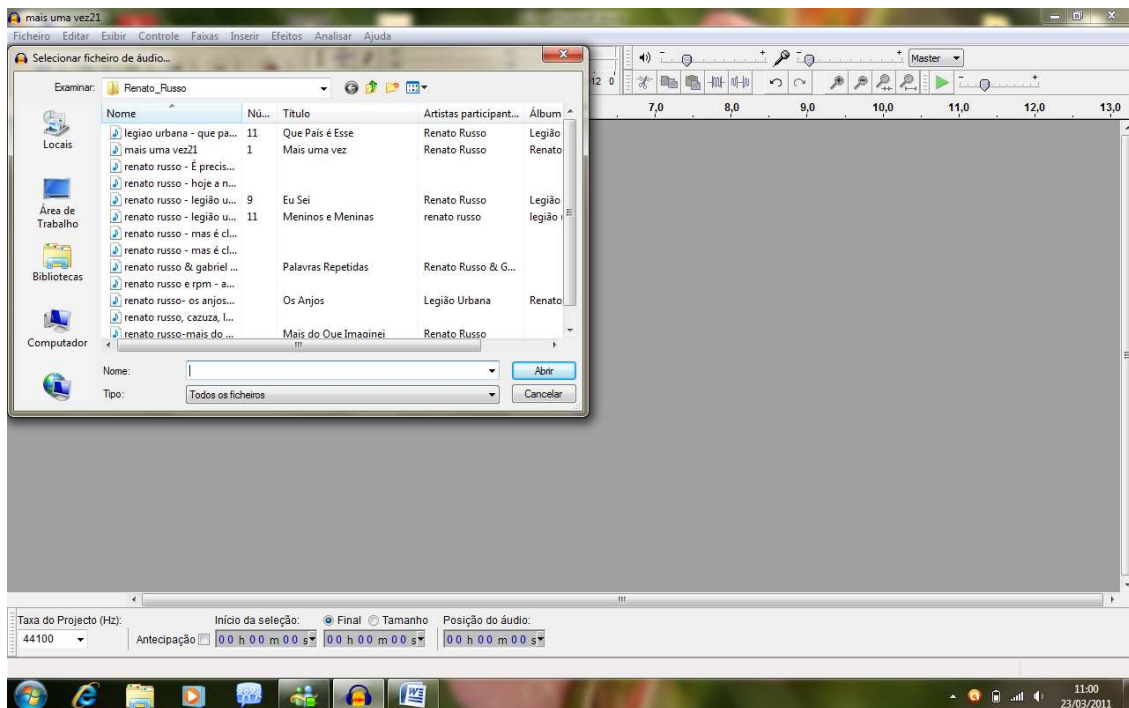 mais uma vez21
Ficheiro Editar Exibir Controle Faixas Inserir Efeitos Analisar Ajuda
Selecionar ficheiro de áudio...
Examinar: Renato_Russo
Master
12 0
7,0 8,0 9,0 10,0 11,0 12,0 13,0
Nome Nú... Título Artistas participant... Álbum
legiao urbana - que pa... 11 Que País é Esse Renato Russo Legião
mais uma vez21 1 Mais uma vez Renato Russo Renato
renato russo - É precis...
renato russo - hoje a n...
renato russo - legião u... 9 Eu Sei Renato Russo Legião
renato russo - legião u... 11 Meninos e Meninas renato russo legião
renato russo - mas é cl...
renato russo - mas é cl...
renato russo & gabriel ... Palavras Repetidas Renato Russo & G...
renato russo e rpm - a...
renato russo- os anjos... Os Anjos Legião Urbana Renato
renato russo, cazuza, l...
renato russo-mais do ... Mais do Que Imaginei Renato Russo
Locais
Área de Trabalho
Bibliotecas
Computador
Nome: Abrir
Tipo: Todos os ficheiros Cancelar
Taxa do Projecto (Hz): Início da seleção: Final Tamanho Posição do áudio:
44100 Antecipação 00 h 00 m 00 s 00 h 00 m 00 s 00 h 00 m 00 s
11:00
23/03/2011